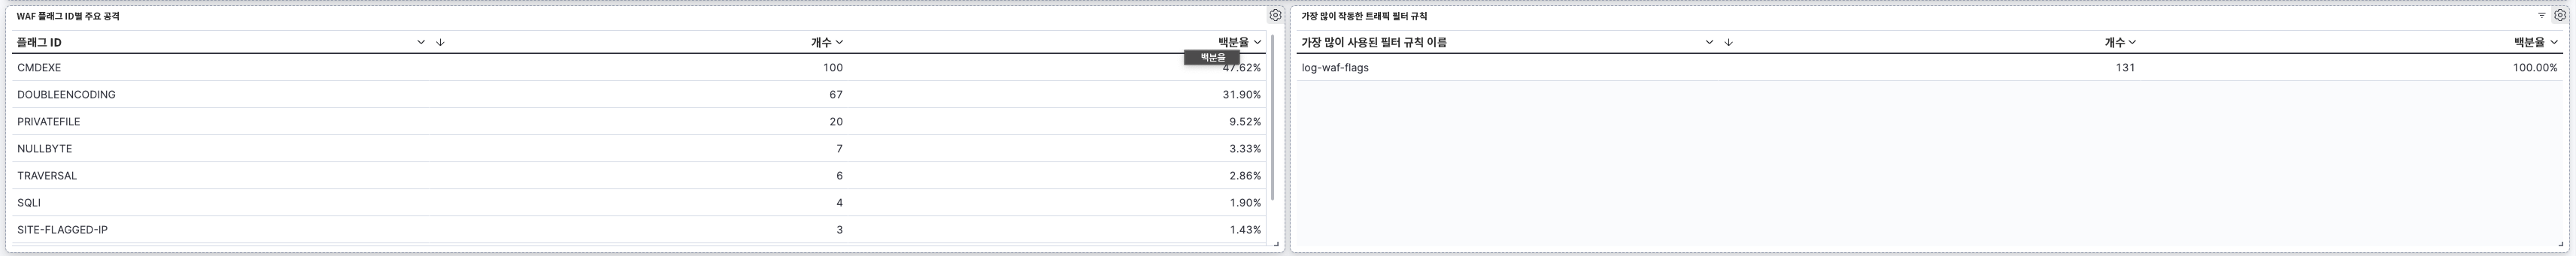 WAF 플래그 ID별 주요 공격
플래그 ID 개수 백분율
백분율
CMDEXE 100 47.62%
DOUBLEENCODING 67 31.90%
PRIVATEFILE 20 9.52%
NULLBYTE 7 3.33%
TRAVERSAL 6 2.86%
SQLI 4 1.90%
SITE-FLAGGED-IP 3 1.43%
가장 많이 작동한 트래픽 필터 규칙
가장 많이 사용된 필터 규칙 이름 개수 백분율
log-waf-flags 131 100.00%